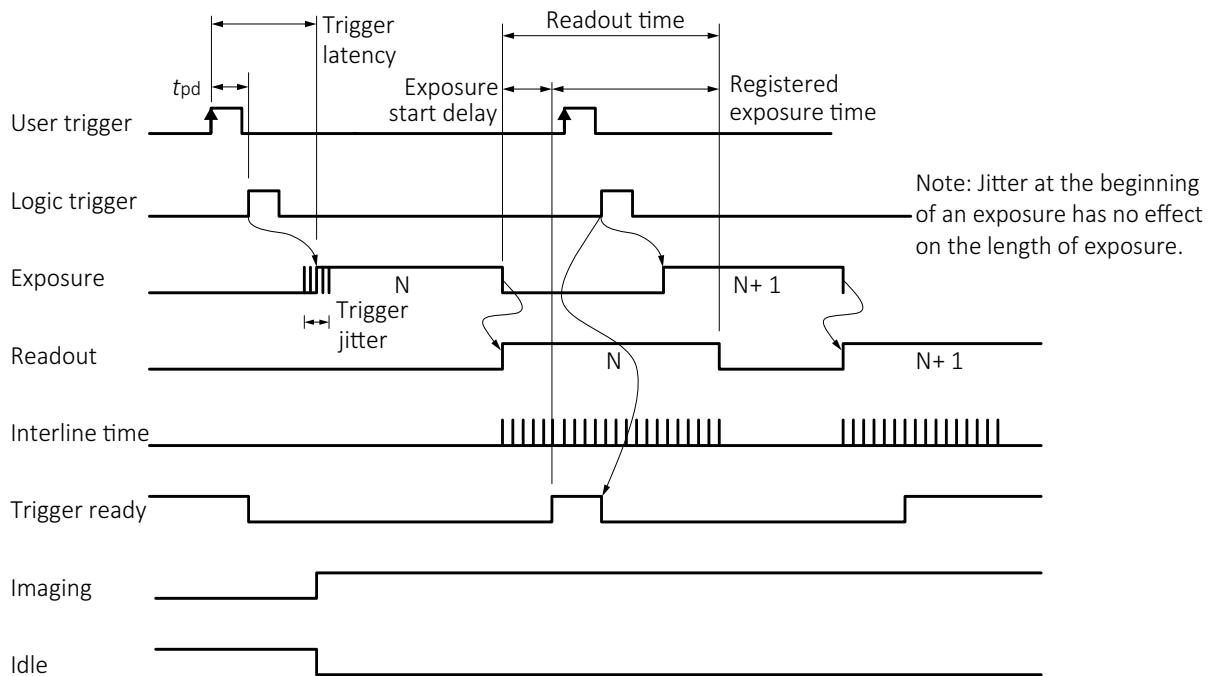 Trigger
latency
Readout time
tpd
Exposure
start delay
Registered
exposure time
User trigger
Logic trigger
Note: Jitter at the beginning
of an exposure has no effect
on the length of exposure.
Exposure
N
N+ 1
Trigger
jitter
Readout
N
N+ 1
Interline time
Trigger ready
Imaging
Idle